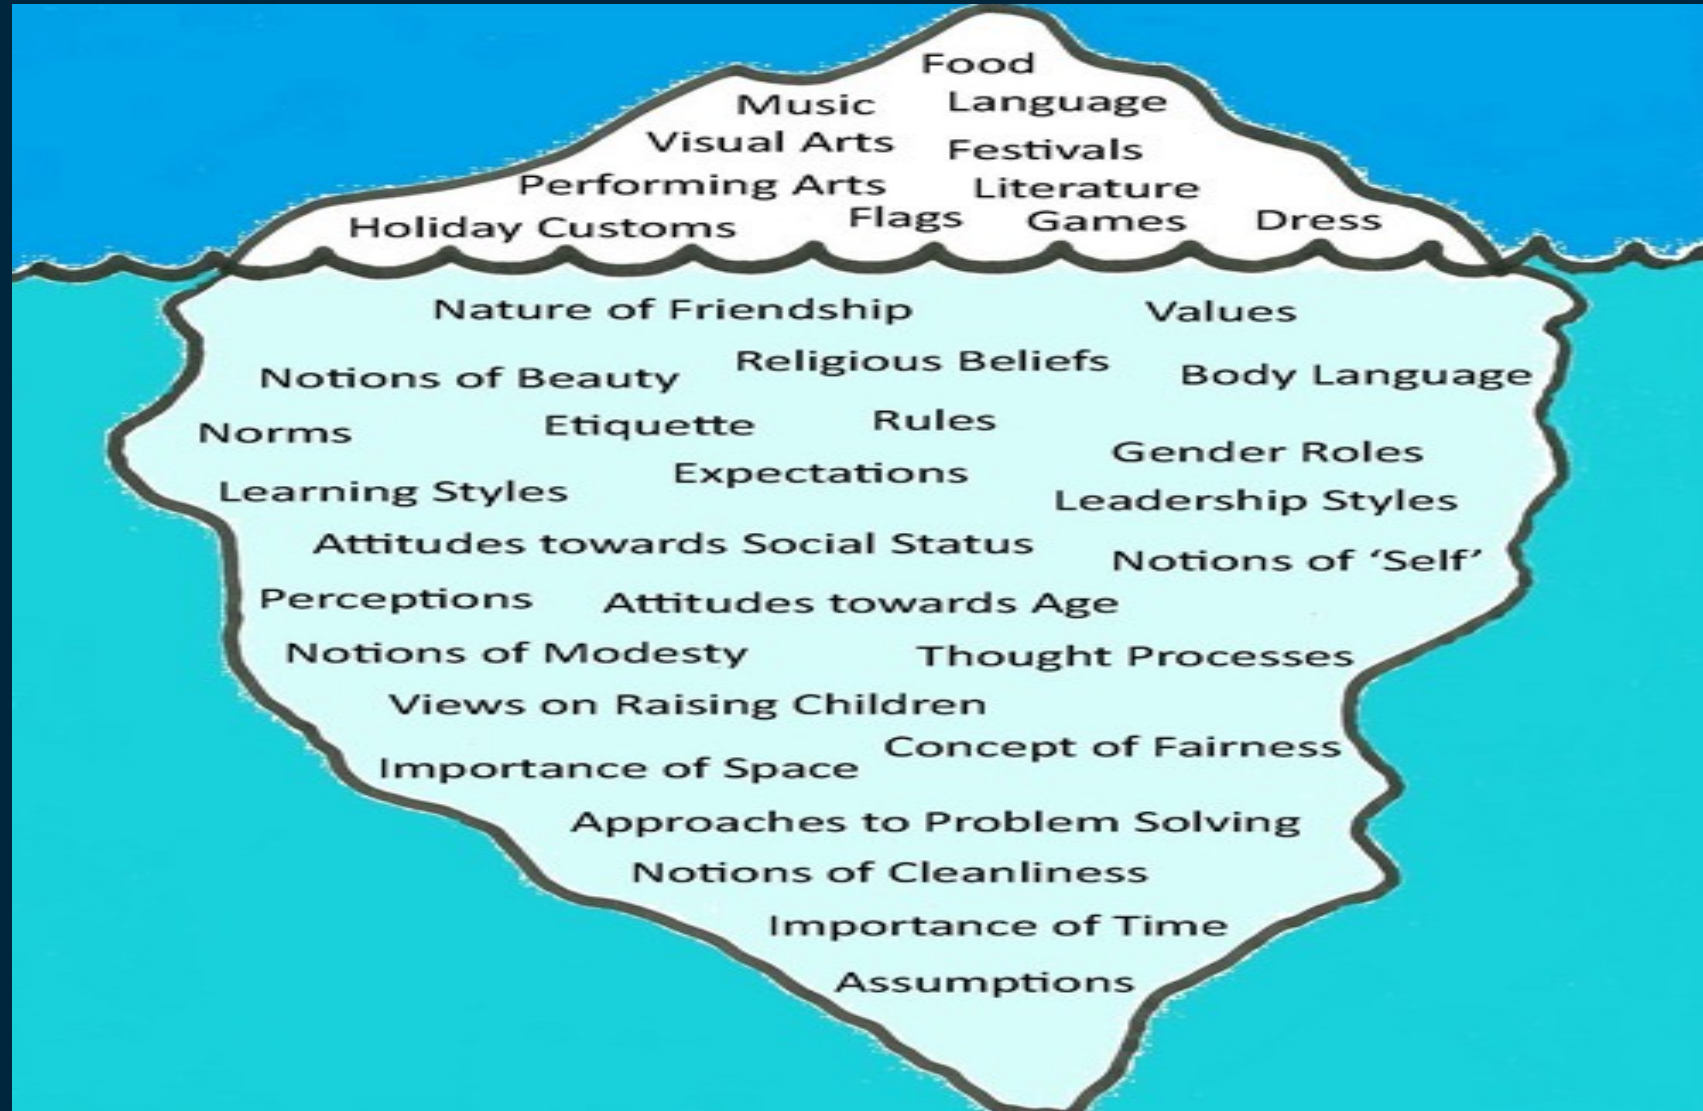 Food
Music Language
Visual Arts Festivals
Performing Arts Literature
Holiday Customs Flags Games Dress
Nature of Friendship Values
Notions of Beauty Religious Beliefs Body Language
Norms Etiquette Rules
Gender Roles
Learning Styles Expectations
Leadership Styles
Attitudes towards Social Status Notions of ‘Self’
Perceptions Attitudes towards Age
Notions of Modesty Thought Processes
Views on Raising Children
Importance of Space Concept of Fairness
Approaches to Problem Solving
Notions of Cleanliness
Importance of Time
Assumptions